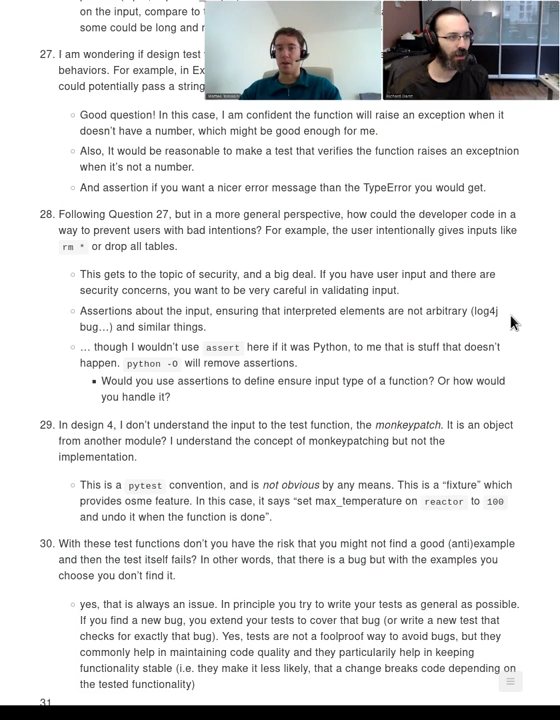 on the input, compare to
some could be long and
27. I am wondering if design test
behaviors. For example, in Ex
could potentially pass a string
Good question! In this case, I am confident the function will raise an exception when it
doesn't have a number, which might be good enough for me.
Also, It would be reasonable to make a test that verifies the function raises an exceptnion
when it's not a number.
And assertion if you want a nicer error message than the TypeError you would get.
28. Following Question 27, but in a more general perspective, how could the developer code in a
way to prevent users with bad intentions? For example, the user intentionally gives inputs like
rm * or drop all tables.
This gets to the topic of security, and a big deal. If you have user input and there are
security concerns, you want to be very careful in validating input.
Assertions about the input, ensuring that interpreted elements are not arbitrary (log4j
bug...) and similar things.
... though I wouldn't use assert here if it was Python, to me that is stuff that doesn't
happen. python -O will remove assertions.
Would you use assertions to define ensure input type of a function? Or how would
you handle it?
29. In design 4, I don't understand the input to the test function, the monkeypatch. It is an object
from another module? I understand the concept of monkeypatching but not the
implementation.
This is a pytest convention, and is not obvious by any means. This is a “fixture” which
provides osme feature. In this case, it says “set max_temperature on reactor to 100
and undo it when the function is done”.
30. With these test functions don't you have the risk that you might not find a good (anti)example
and then the test itself fails? In other words, that there is a bug but with the examples you
choose you don't find it.
yes, that is always an issue. In principle you try to write your tests as general as possible.
If you find a new bug, you extend your tests to cover that bug (or write a new test that
checks for exactly that bug). Yes, tests are not a foolproof way to avoid bugs, but they
commonly help in maintaining code quality and they particularily help in keeping
functionality stable (i.e. they make it less likely, that a change breaks code depending on
the tested functionality)
31